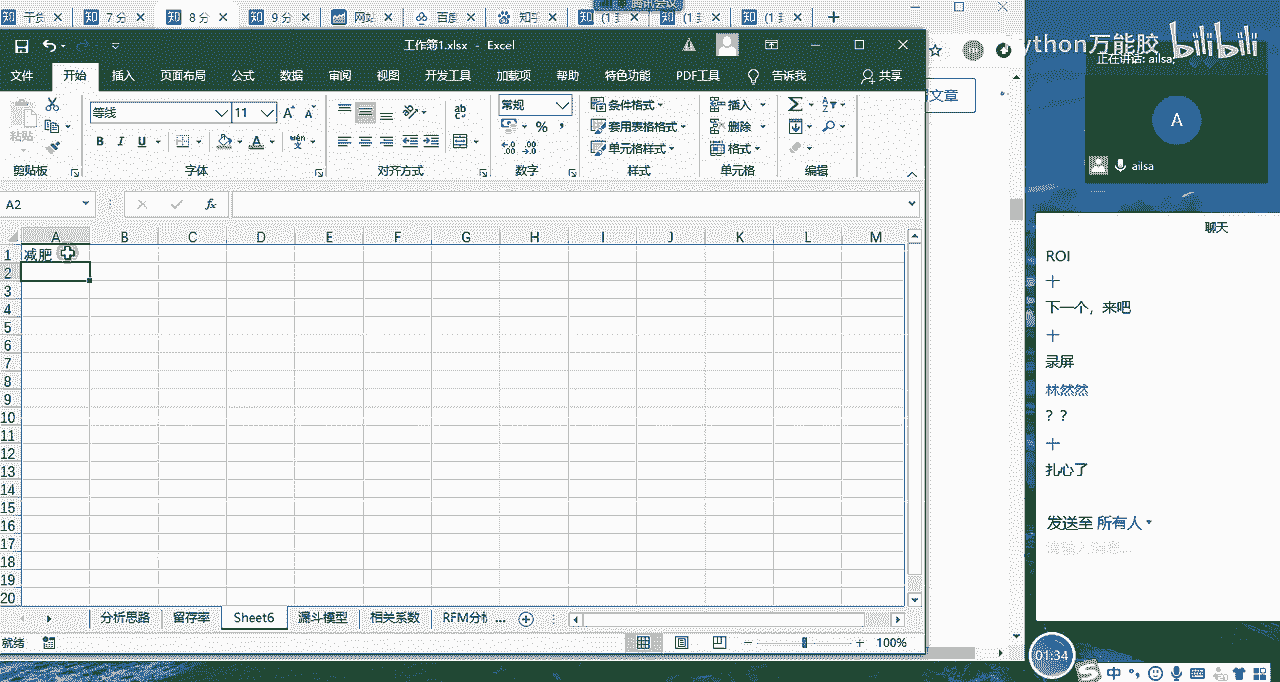 知 干货 × 知 7 分 × 知 8 分 × 知 9 分 × 网站 × 百度 × 知乎 × 知 (1 × 知 (1 × 知 (1 × +
腾讯会议
工作簿1.xlsx - Excel
ython万能胶 bilibili
正在讲话: ailsa;
文件 开始 插入 页面布局 公式 数据 审阅 视图 开发工具 加载项 帮助 特色功能 PDF工具 告诉我 共享
文章
粘贴
等线 11
常规
条件格式
套用表格格式
单元格样式
插入
删除
格式
B I U
A
wén 文
ab
%
Σ
剪贴板 字体 对齐方式 数字 样式 单元格 编辑
A
ailsa
A2
fx
A B C D E F G H I J K L M
1 减肥
2
3
4
5
6
7
8
9
10
11
12
13
14
15
16
17
18
19
20
聊天
ROI
十
下一个，来吧
十
录屏
林然然
？？
十
扎心了
发送至 所有人
分析思路 留存率 Sheet6 漏斗模型 相关系数 RFM分析 ...
就绪
100%
01:34
中